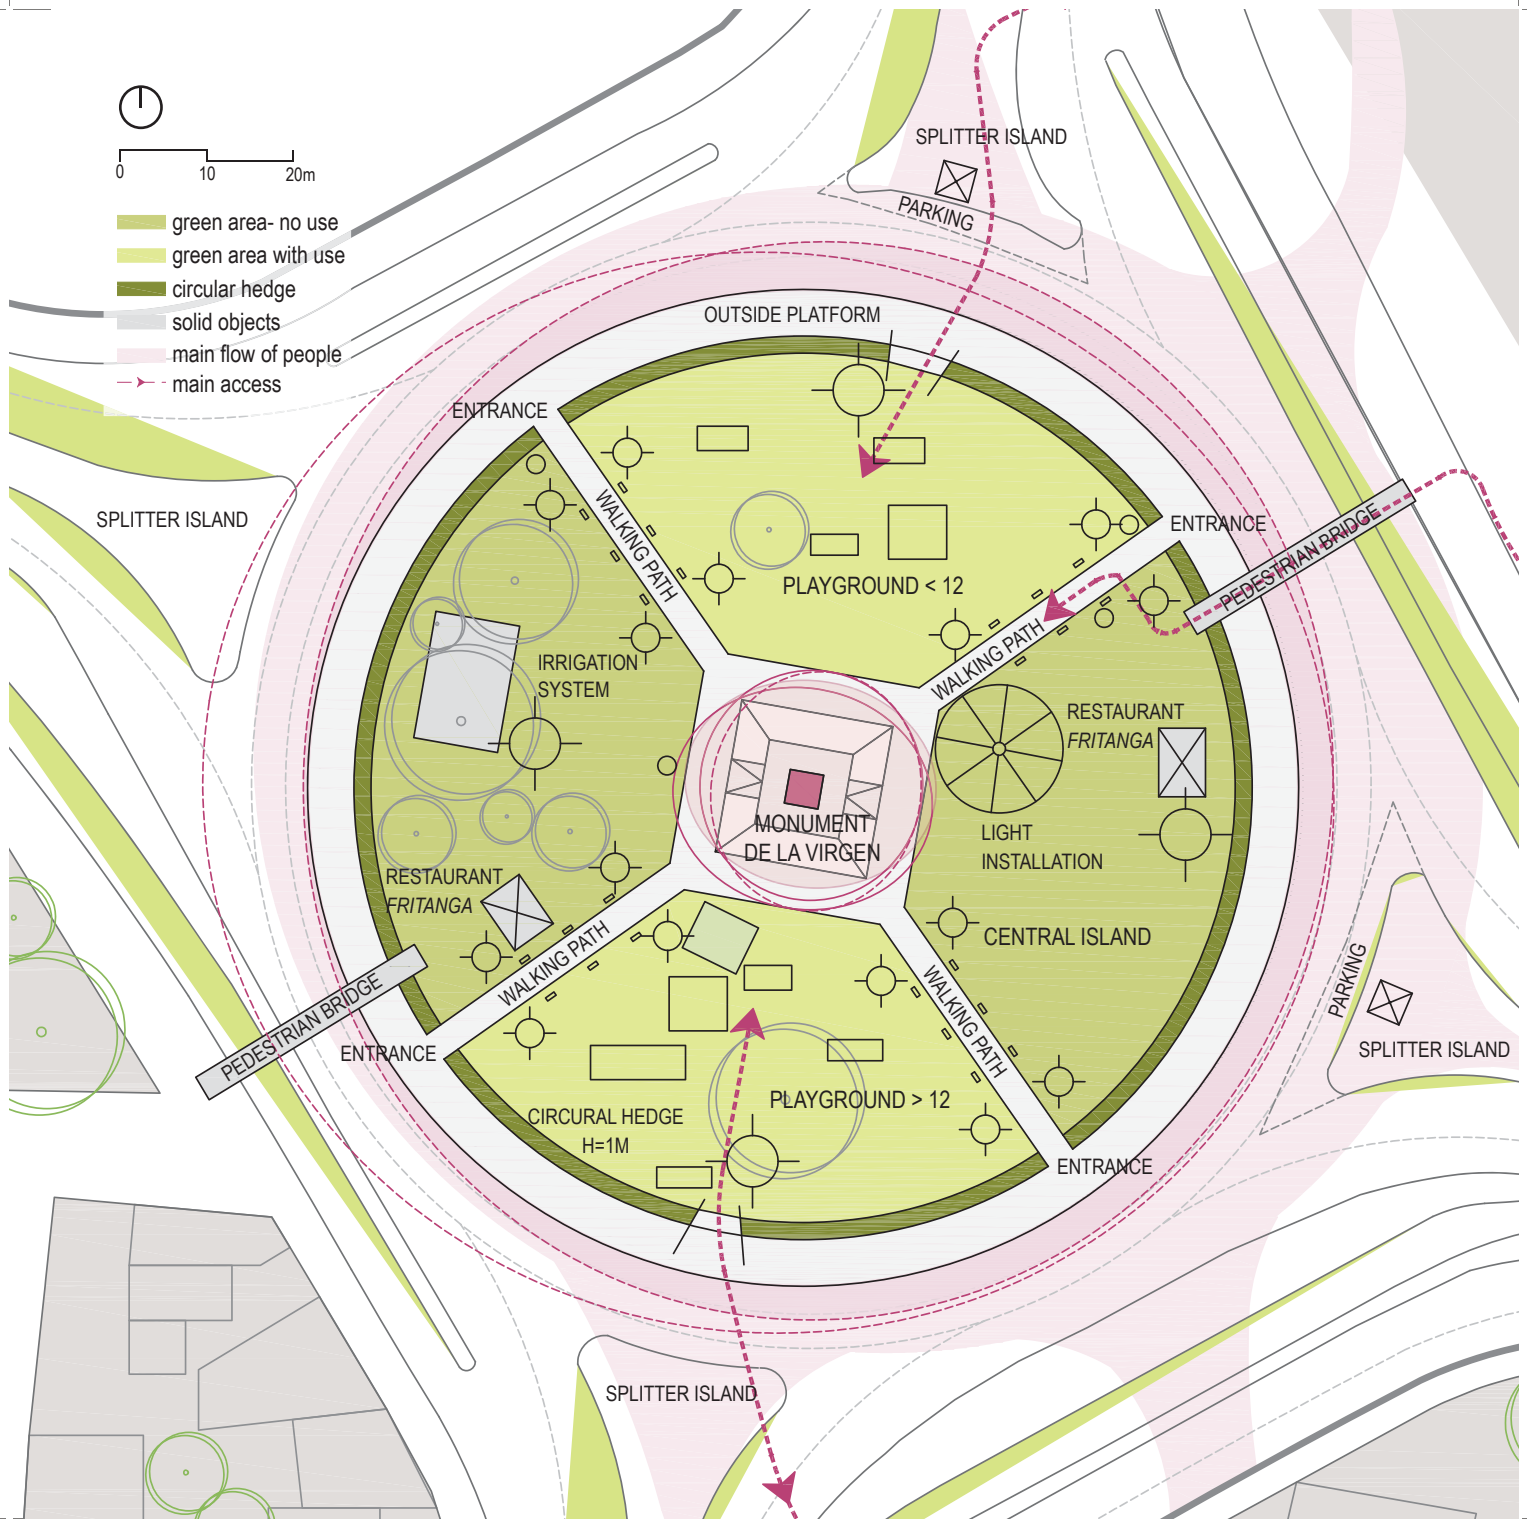 0
10
20m
green area- no use
green area with use
circular hedge
solid objects
main flow of people
main access
SPLITTER ISLAND
PARKING
OUTSIDE PLATFORM
ENTRANCE
SPLITTER ISLAND
WALKING PATH
PLAYGROUND < 12
ENTRANCE
PEDESTRIAN BRIDGE
WALKING PATH
IRRIGATION
SYSTEM
RESTAURANT
FRITANGA
MONUMENT
DE LA VIRGEN
LIGHT
INSTALLATION
RESTAURANT
FRITANGA
CENTRAL ISLAND
WALKING PATH
PEDESTRIAN BRIDGE
ENTRANCE
WALKING PATH
PARKING
SPLITTER ISLAND
PLAYGROUND > 12
CIRCURAL HEDGE
H=1M
ENTRANCE
SPLITTER ISLAND